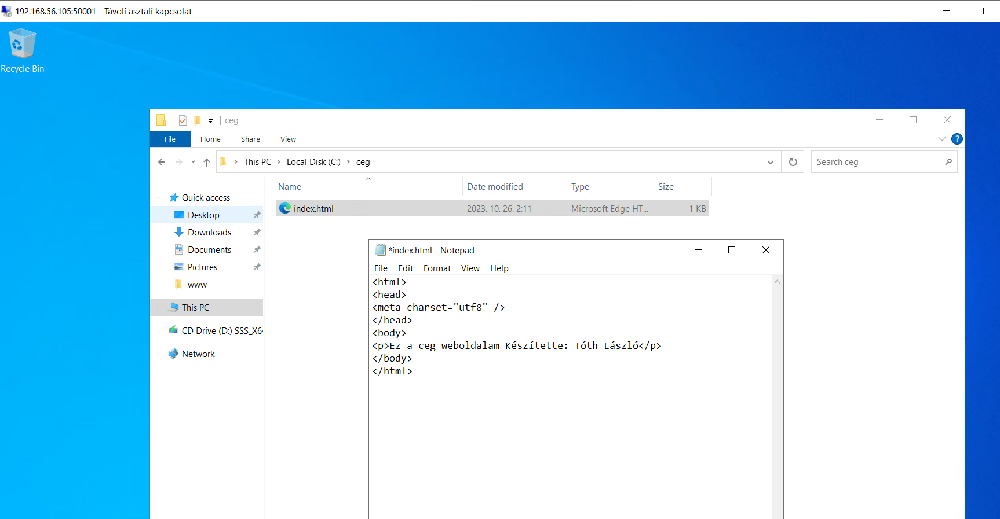 192.168.56.105:50001 - Távoli asztali kapcsolat
Recycle Bin
ceg
File Home Share View
This PC Local Disk (C:) ceg
Search ceg
Name Date modified Type Size
index.html 2023. 10. 26. 2:11 Microsoft Edge HT... 1 KB
Quick access
Desktop
Downloads
Documents
Pictures
www
This PC
CD Drive (D:) SSS_X64
Network
*index.html - Notepad
File Edit Format View Help
<html>
<head>
<meta charset="utf8" />
</head>
<body>
<p>Ez a ceg weboldalam Készítette: Tóth László</p>
</body>
</html>